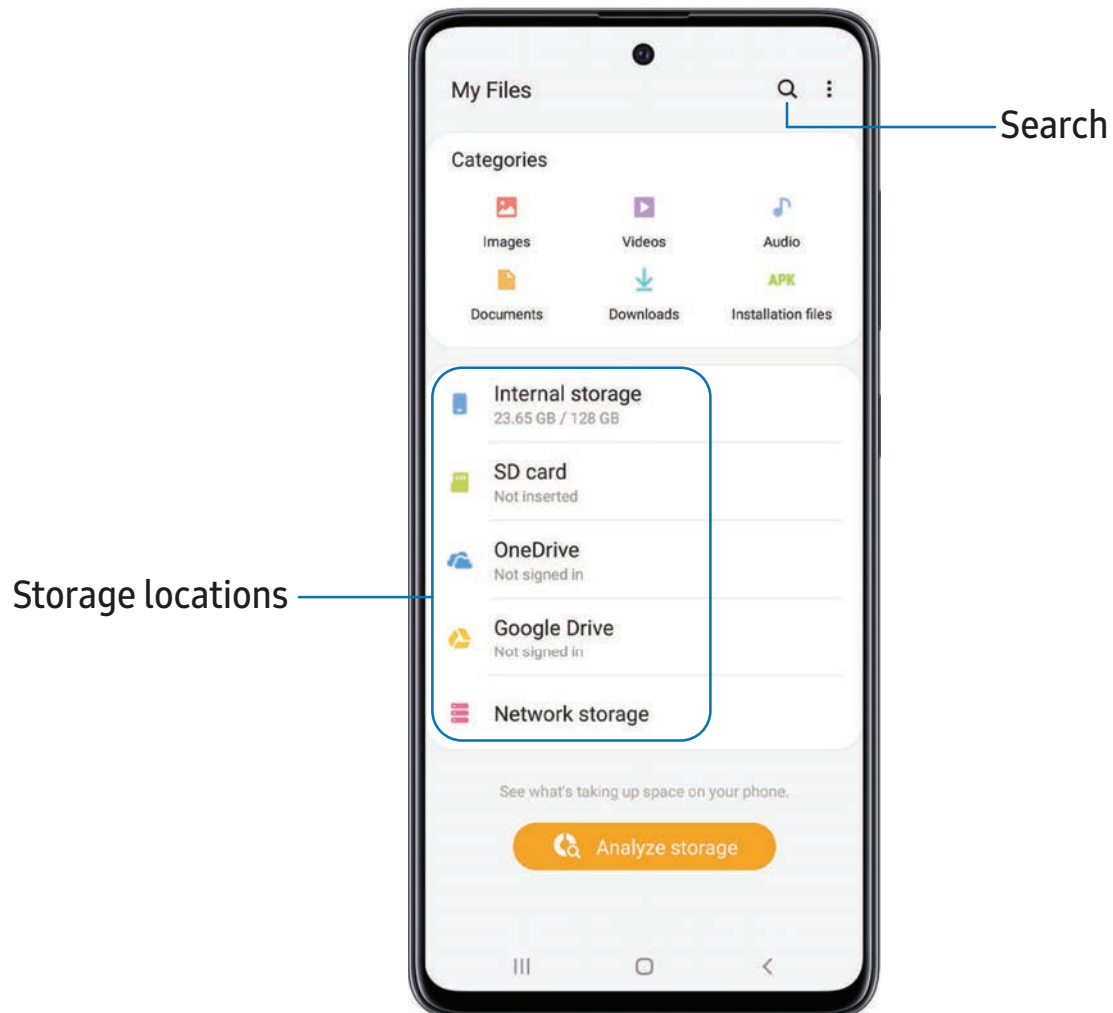 My Files
Search
Categories
Images
Videos
Audio
APK
Documents
Downloads
Installation files
Internal storage
23.65 GB / 128 GB
SD card
Not inserted
OneDrive
Not signed in
Storage locations
Google Drive
Not signed in
Network storage
See what's taking up space on your phone.
Analyze storage